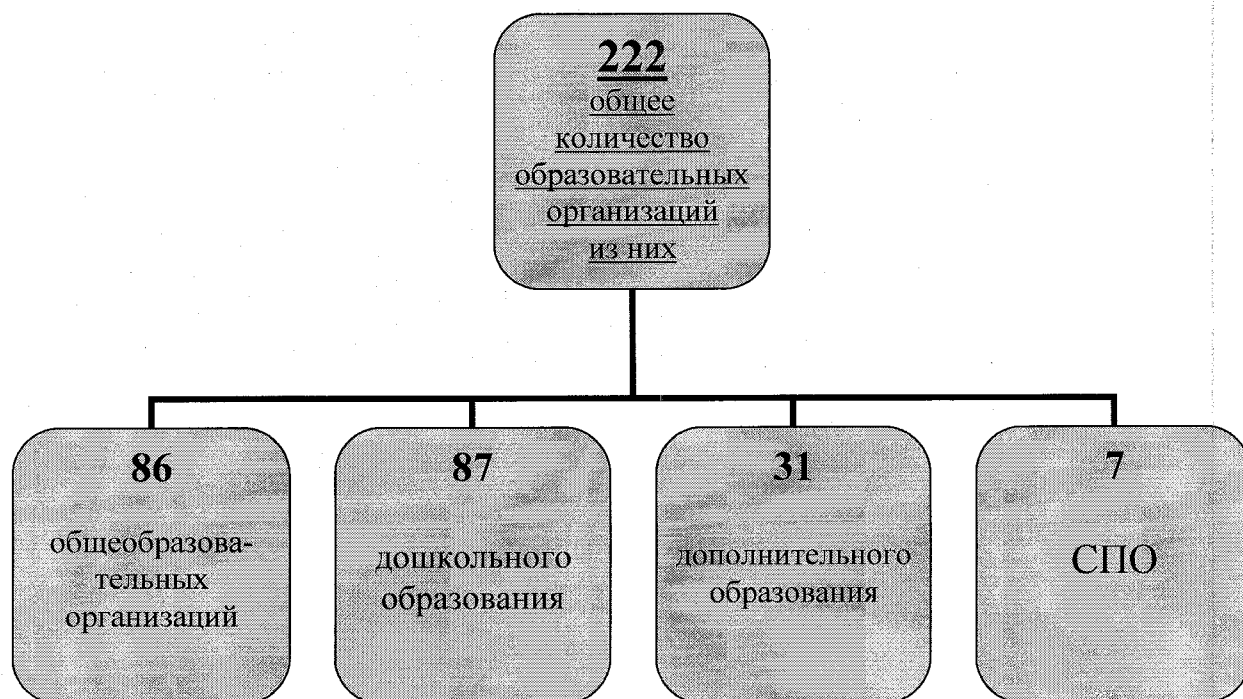 222
общее
количество
образовательных
организаций
из них
86
общеобразова-
тельных
организаций
87
дошкольного
образования
31
дополнительного
образования
7
СПО